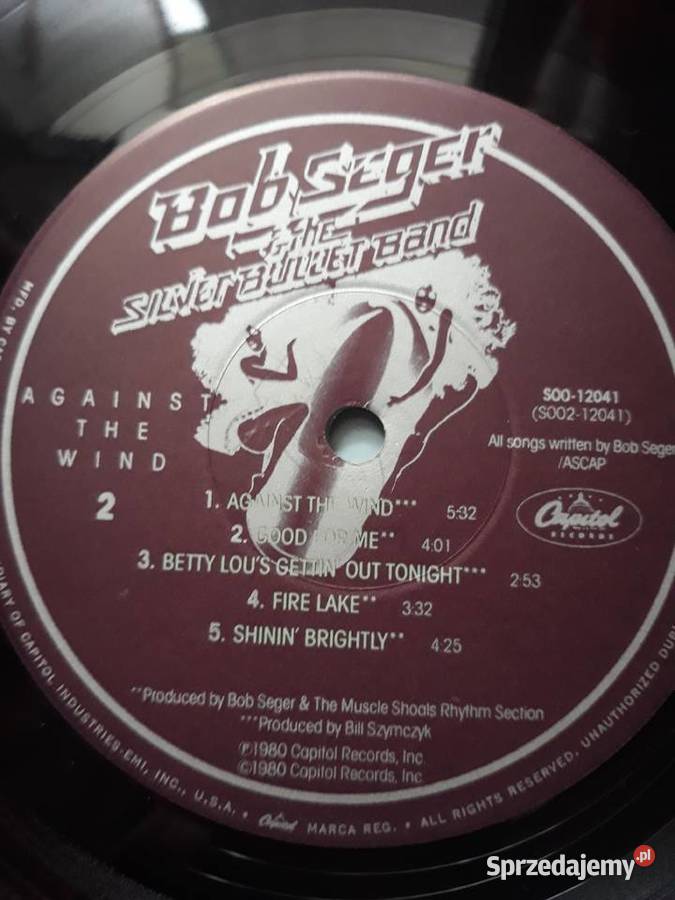 Bob Seger
& the
Silver Bullet Band
AGAINST
THE
WIND
2
SOO-12041
(SOO2-12041)
All songs written by Bob Seger
/ASCAP
Capitol
RECORDS
1. AGAINST THE WIND*** 5:32
2. GOOD FOR ME** 4:01
3. BETTY LOU'S GETTIN' OUT TONIGHT*** 2:53
4. FIRE LAKE** 3:32
5. SHININ' BRIGHTLY** 4:25
**Produced by Bob Seger & The Muscle Shoals Rhythm Section
***Produced by Bill Szymczyk
℗1980 Capitol Records, Inc.
©1980 Capitol Records, Inc.
MFD. BY
OF CAPITOL INDUSTRIES-EMI, INC., U.S.A. • Capitol MARCA REG. • ALL RIGHTS RESERVED. UNAUTHORIZED
Sprzedajemy.pl